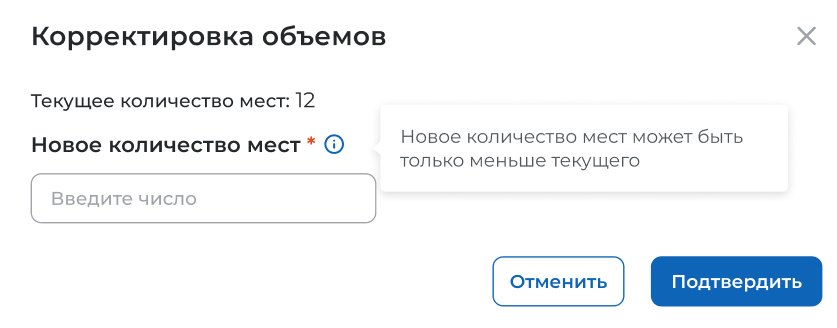 Корректировка объемов
Текущее количество мест: 12
Новое количество мест *
Новое количество мест может быть
только меньше текущего
Введите число
Отменить
Подтвердить